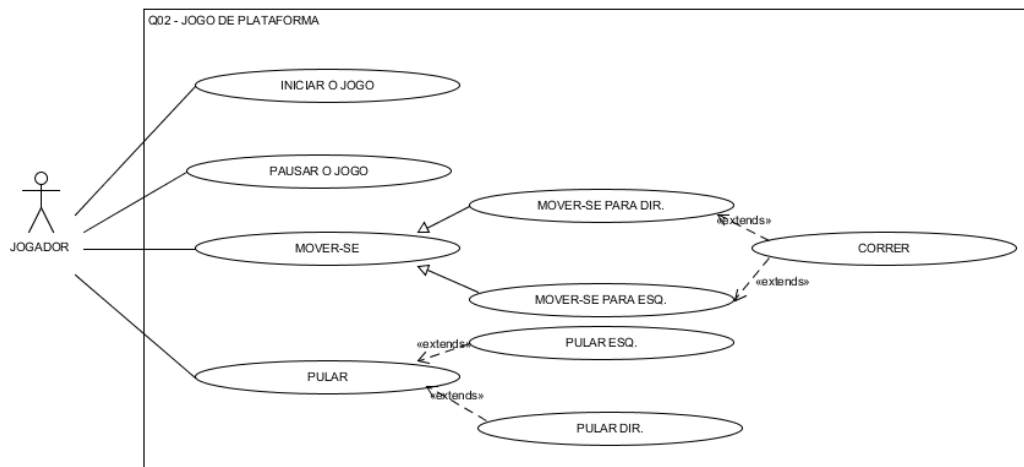 Q02 - JOGO DE PLATAFORMA
INICIAR O JOGO
PAUSAR O JOGO
MOVER-SE PARA DIR.
«extends»
JOGADOR
MOVER-SE
CORRER
«extends»
MOVER-SE PARA ESQ.
«extends»
PULAR ESQ.
PULAR
«extends»
PULAR DIR.